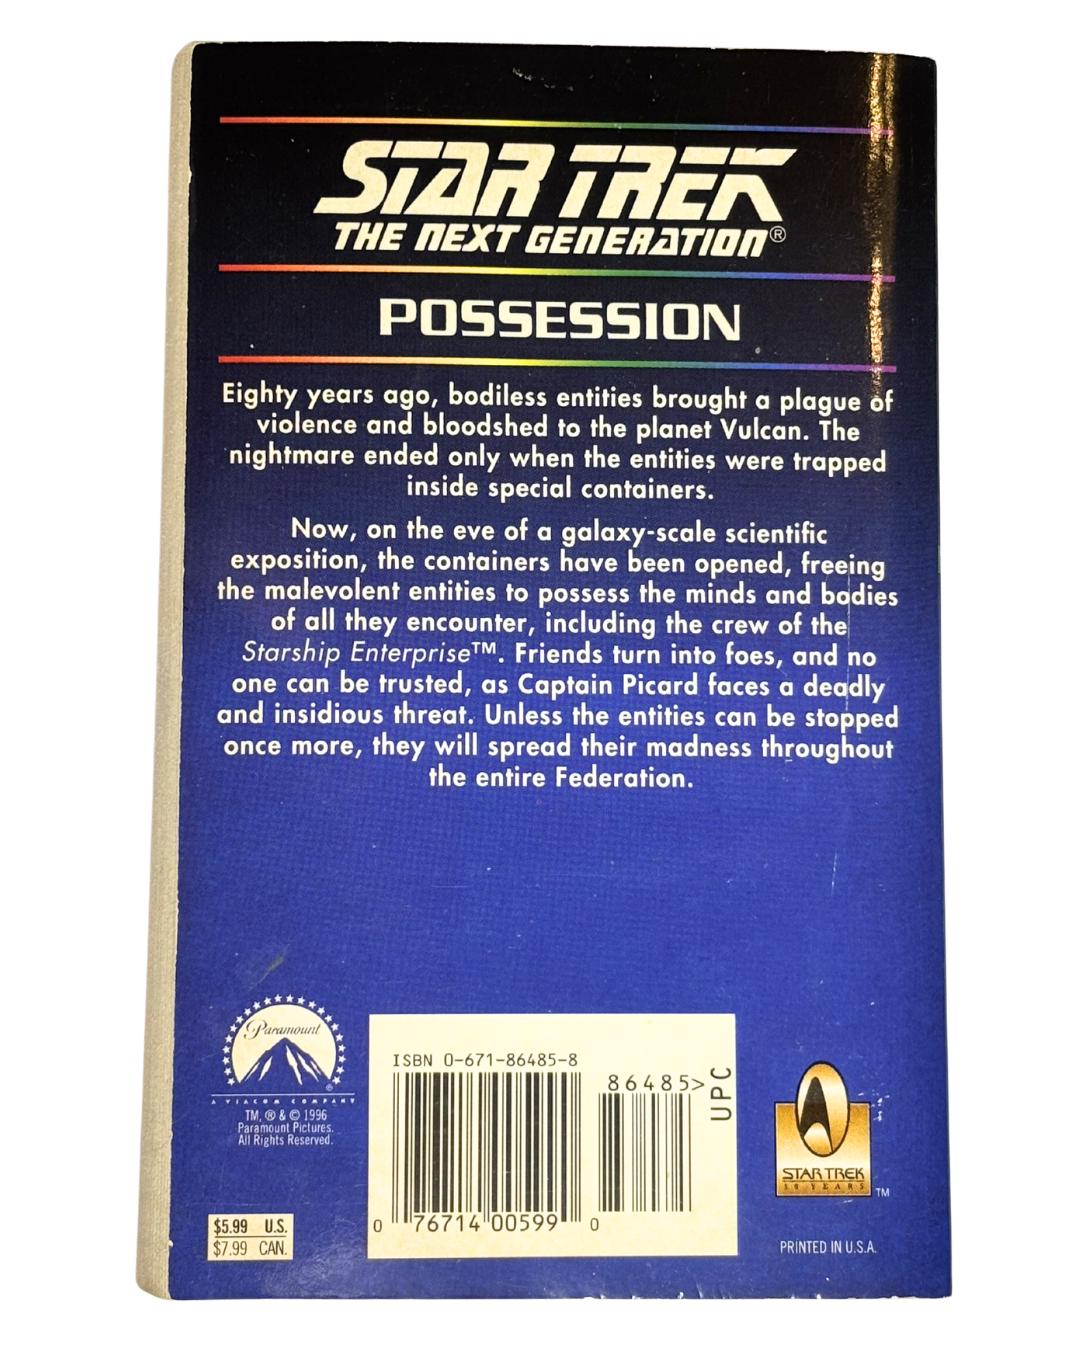 STAR TREK
THE NEXT GENERATION®
POSSESSION
Eighty years ago, bodiless entities brought a plague of
violence and bloodshed to the planet Vulcan. The
nightmare ended only when the entities were trapped
inside special containers.
Now, on the eve of a galaxy-scale scientific
exposition, the containers have been opened, freeing
the malevolent entities to possess the minds and bodies
of all they encounter, including the crew of the
Starship Enterprise™. Friends turn into foes, and no
one can be trusted, as Captain Picard faces a deadly
and insidious threat. Unless the entities can be stopped
once more, they will spread their madness throughout
the entire Federation.
Paramount
®
A VIACOM COMPANY
TM, ® & © 1996
Paramount Pictures.
All Rights Reserved.
$5.99 U.S.
$7.99 CAN.
ISBN 0-671-86485-8
86485>
UPC
0 76714 00599 0
STAR TREK
30 YEARS
TM
PRINTED IN U.S.A.